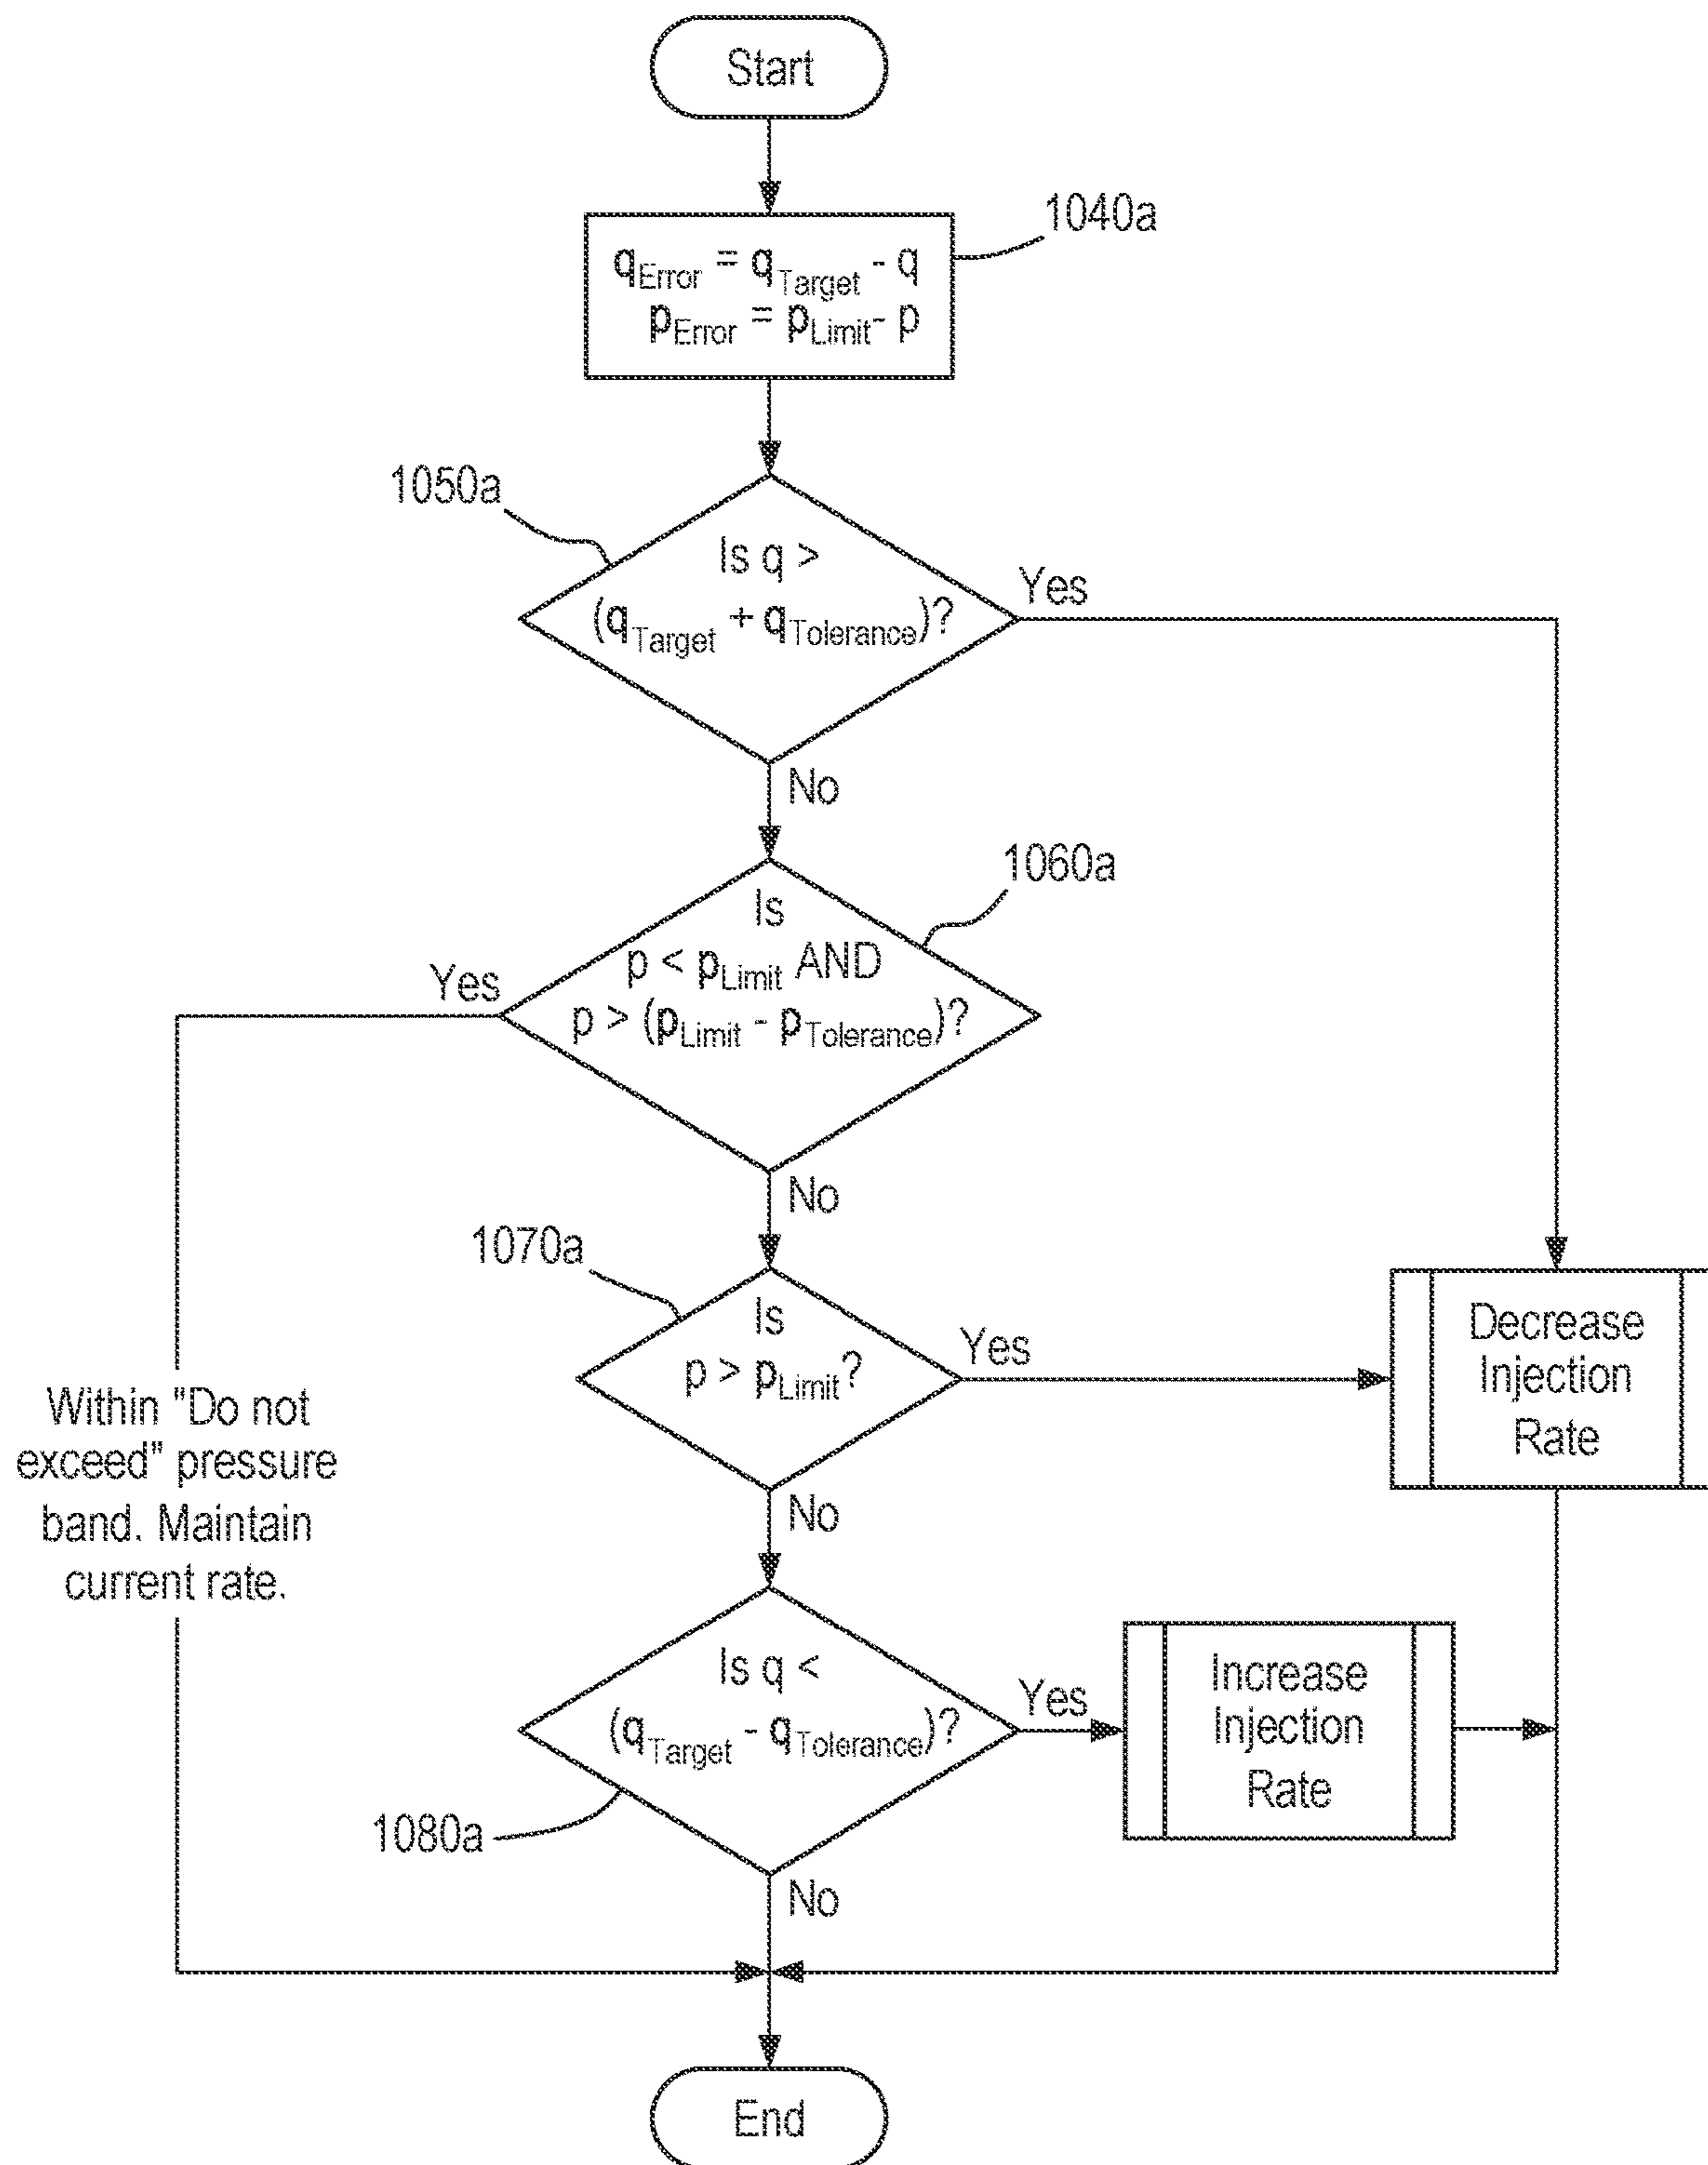 Start
1040a
qError = qTarget - q
pError = pLimit- p
1050a
Is q >
(qTarget + qTolerance)?
Yes
No
1060a
Is
p < pLimit AND
p > (pLimit - pTolerance)?
Yes
No
1070a
Is
p > pLimit?
Yes
Decrease
Injection
Rate
Within "Do not
exceed" pressure
band. Maintain
current rate.
No
Is q <
(qTarget - qTolerance)?
Yes
Increase
Injection
Rate
1080a
No
End